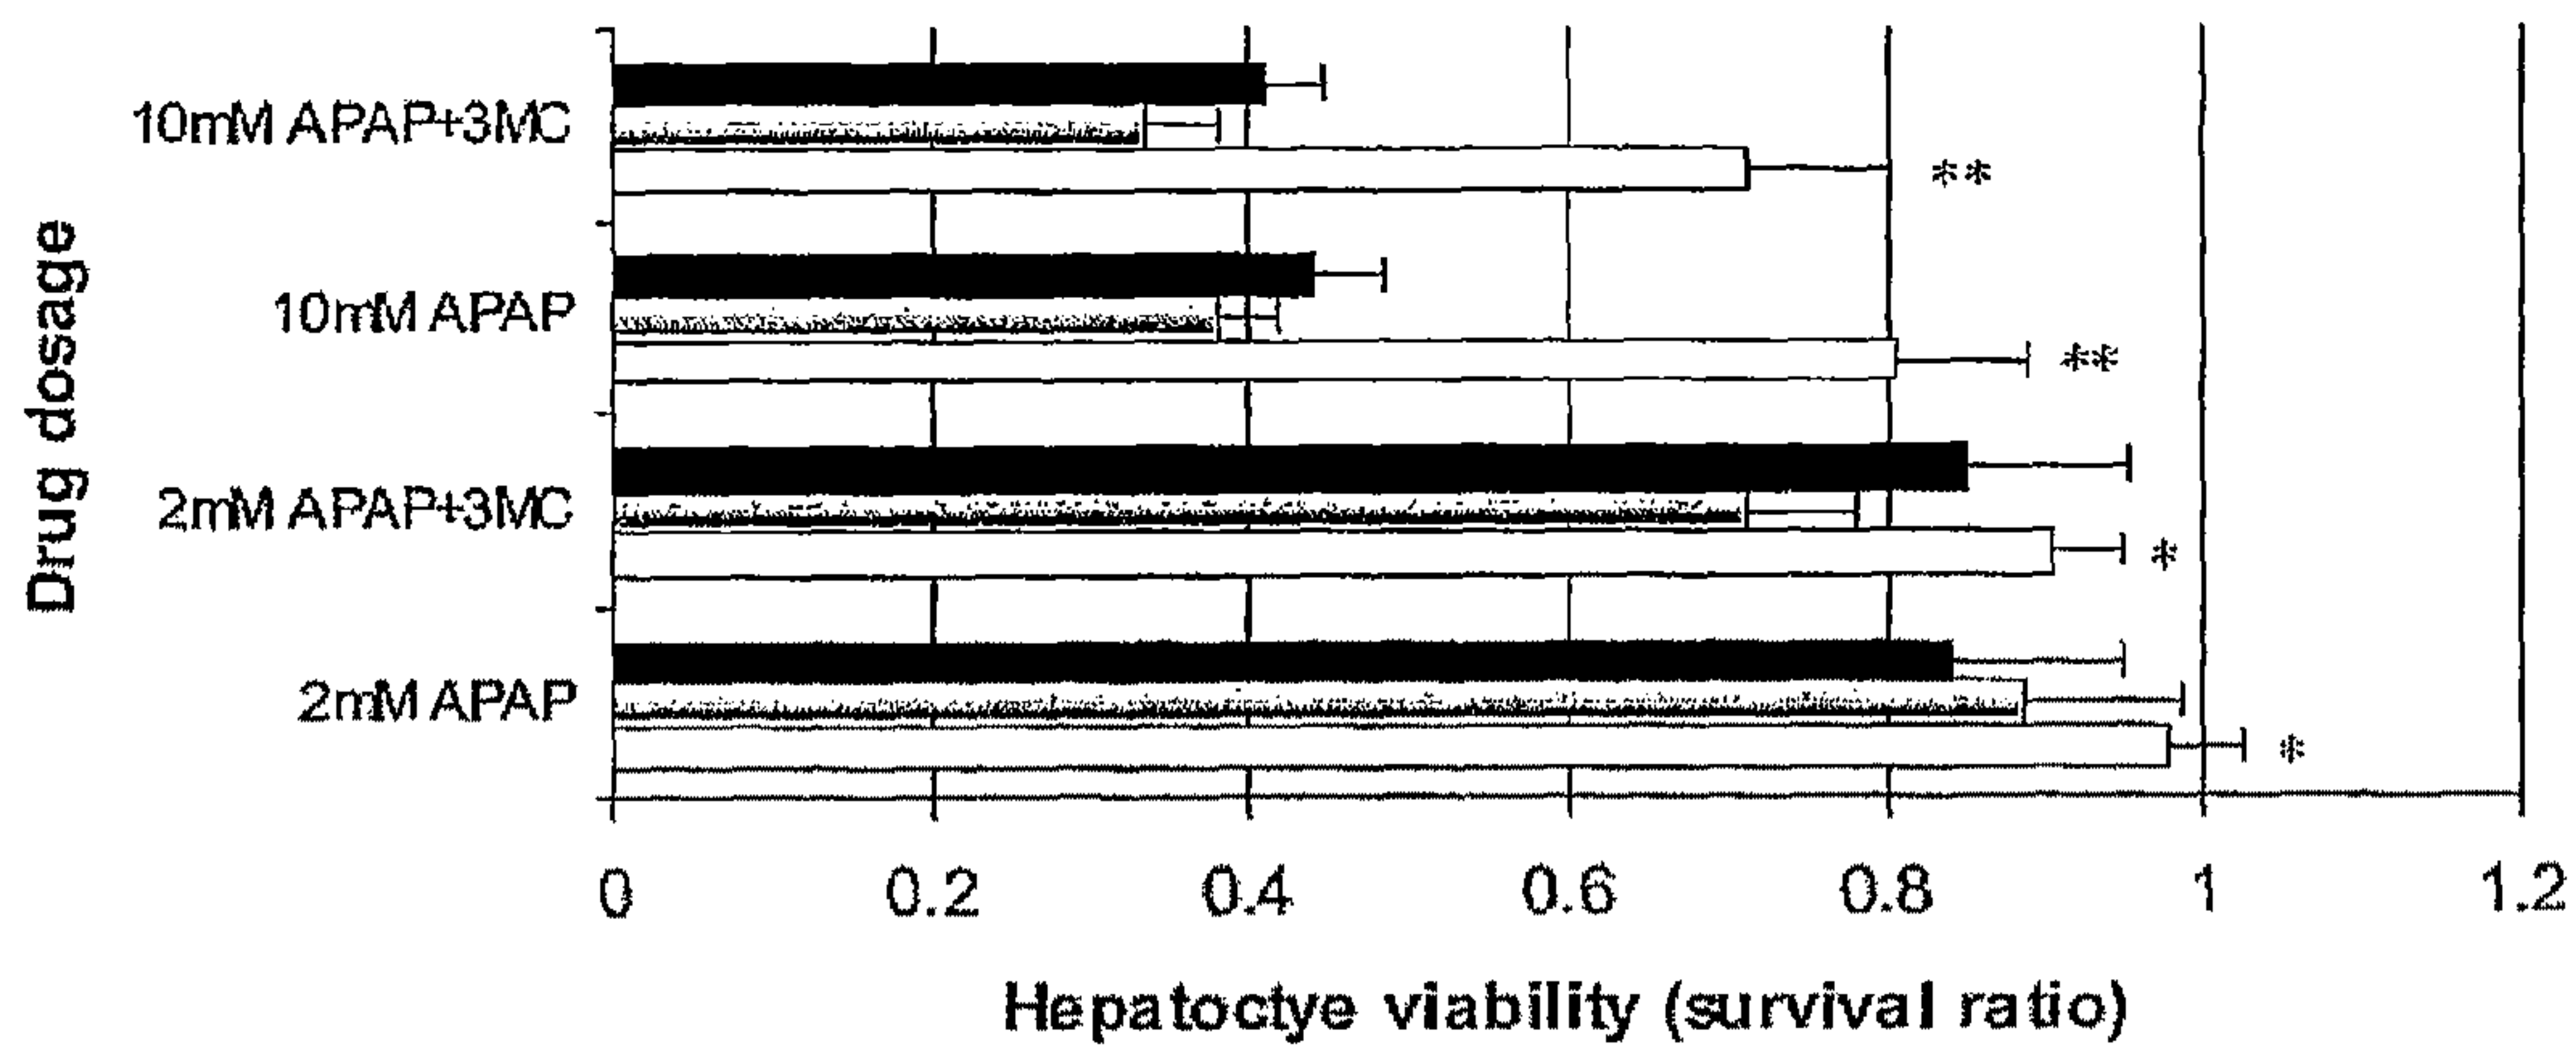 10mM APAP+3MC
**
10mM APAP
**
2mM APAP+3MC
*
2mM APAP
*
Drug dosage
0 0.2 0.4 0.6 0.8 1 1.2
Hepatoctye viability (survival ratio)